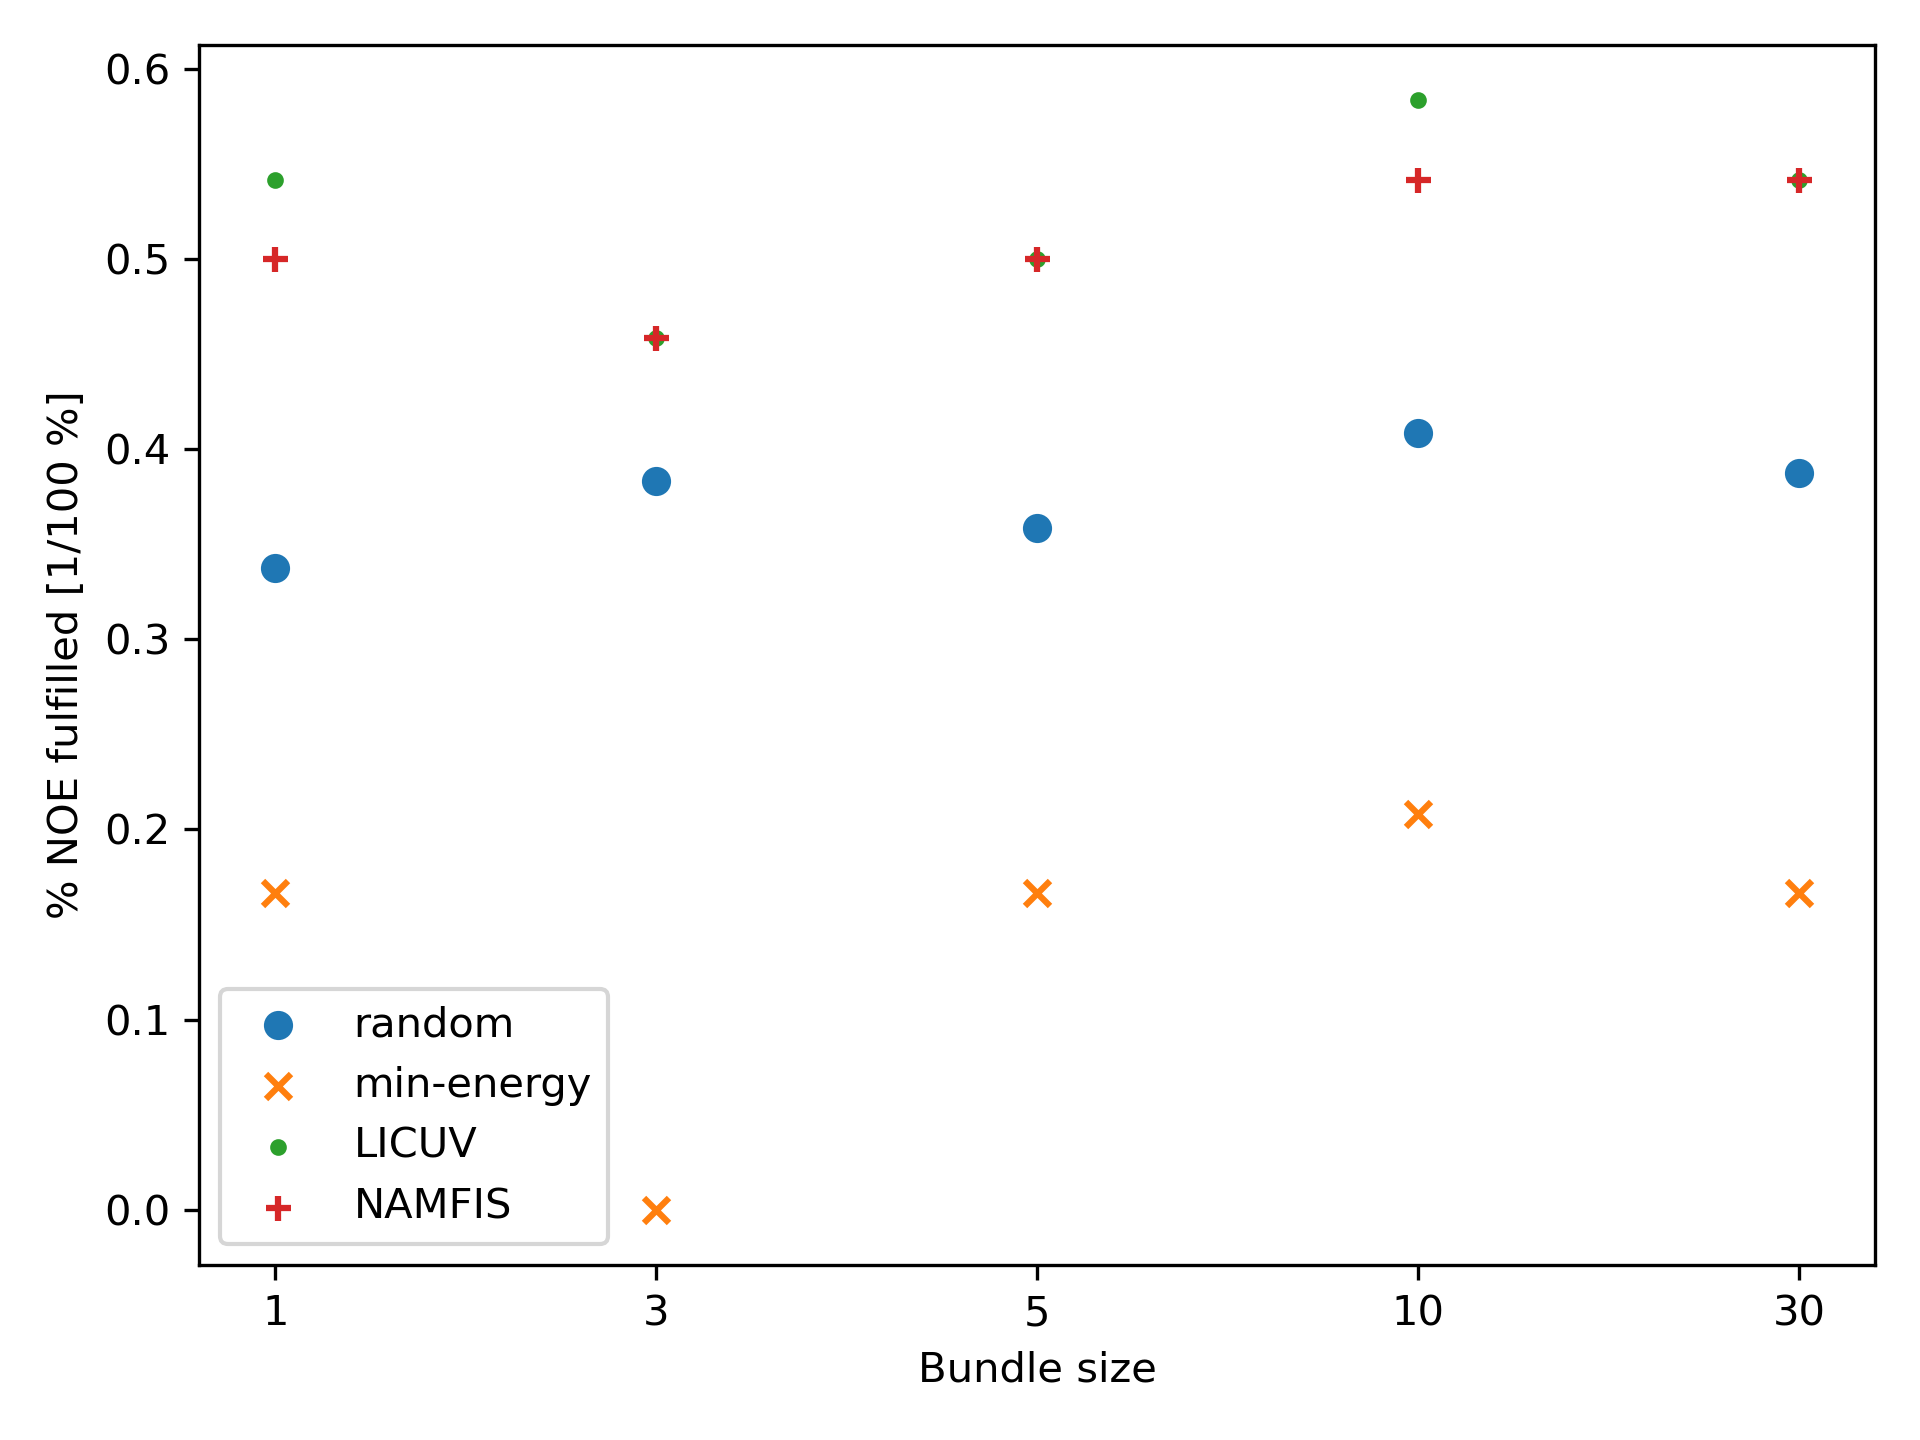 0.6
0.5
0.4
0.3
0.2
0.1
0.0
% NOE fulfilled [1/100 %]
random
min-energy
LICUV
NAMFIS
1 3 5 10 30
Bundle size